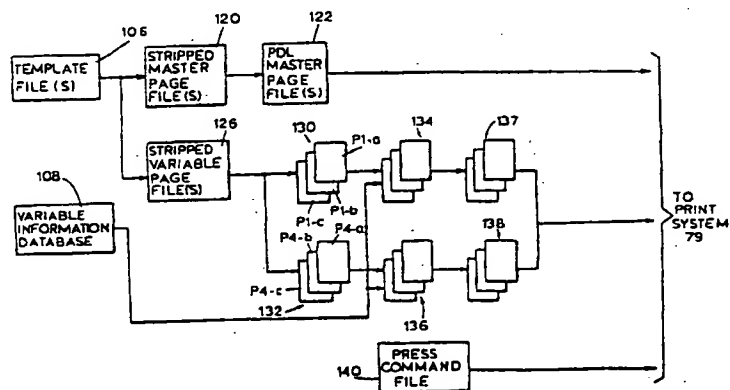 106
120
122
TEMPLATE
FILE(S)
STRIPPED
MASTER
PAGE
FILE(S)
PDL MASTER
PAGE
FILE(S)
126
STRIPPED
VARIABLE
PAGE
FILE(S)
130
P1-a
P1-b
P1-c
134
137
108
VARIABLE
INFORMATION
DATABASE
P4-a
P4-b
P4-c
132
136
138
TO
PRINT
SYSTEM
79
140
PRESS
COMMAND
FILE